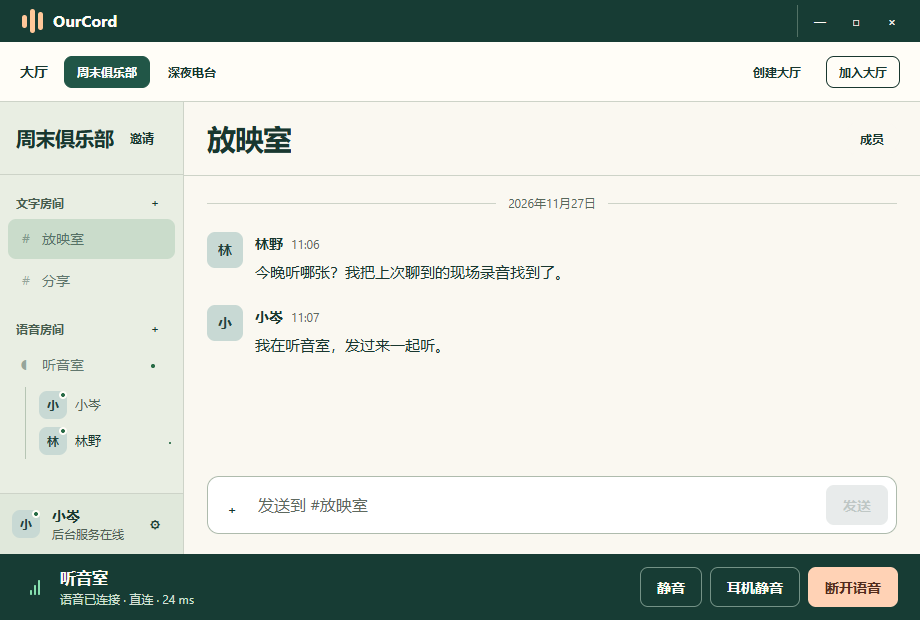 OurCord
大厅
周末俱乐部
深夜电台
创建大厅
加入大厅
周末俱乐部
邀请
放映室
成员
文字房间
+
# 放映室
# 分享
语音房间
+
听音室
小 小岑
林 林野
小
小岑
后台服务在线
2026年11月27日
林
林野 11:06
今晚听哪张？我把上次聊到的现场录音找到了。
小
小岑 11:07
我在听音室，发过来一起听。
+
发送到 #放映室
发送
听音室
语音已连接 · 直连 · 24 ms
静音
耳机静音
断开语音